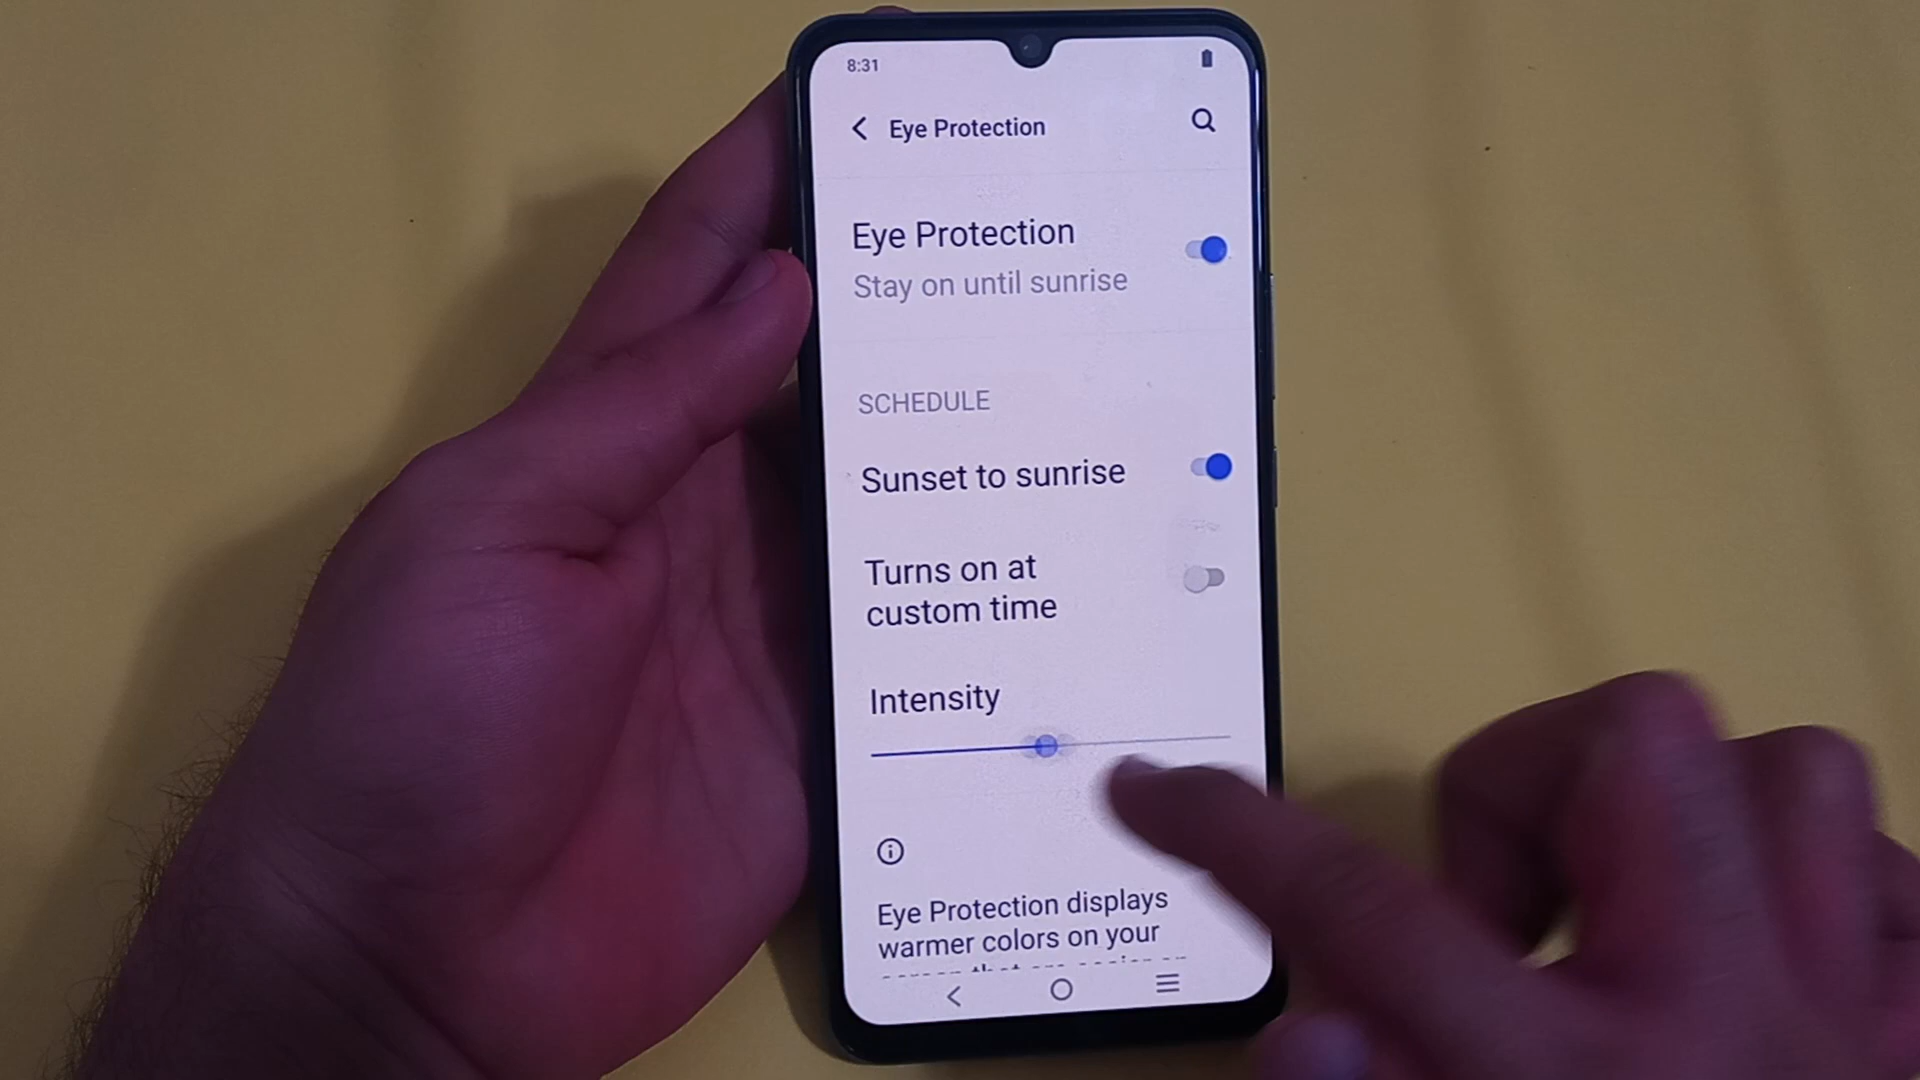 8:31
Eye Protection
Eye Protection
Stay on until sunrise
SCHEDULE
Sunset to sunrise
Turns on at
custom time
Intensity
Eye Protection displays
warmer colors on your